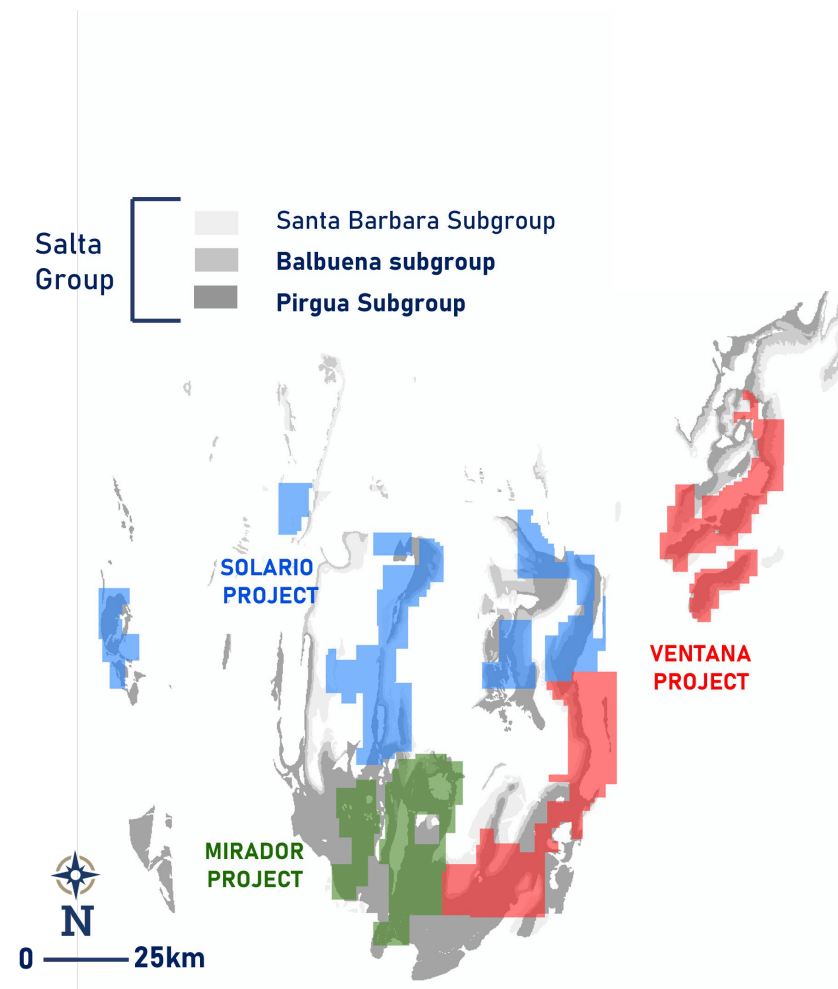 Santa Barbara Subgroup
Salta
Group
Balbuena subgroup
Pirgua Subgroup
SOLARIO
PROJECT
VENTANA
PROJECT
MIRADOR
PROJECT
N
0
25km